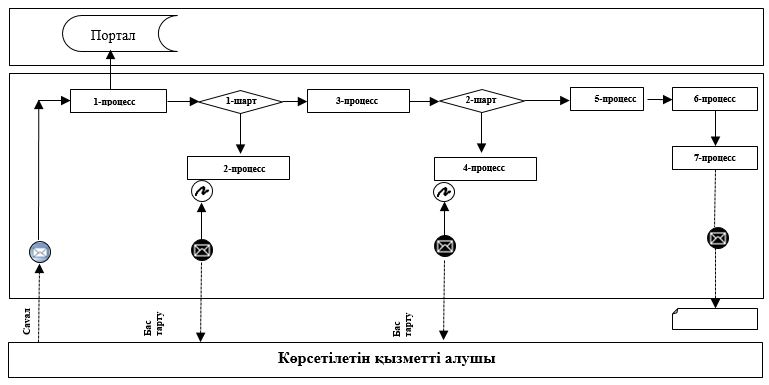 Портал
1-процесс
1-шарт
3-процесс
2-шарт
5-процесс
6-процесс
2-процесс
4-процесс
7-процесс
Бас
тарту
Бас
тарту
Көрсетілетін қызметті алушы